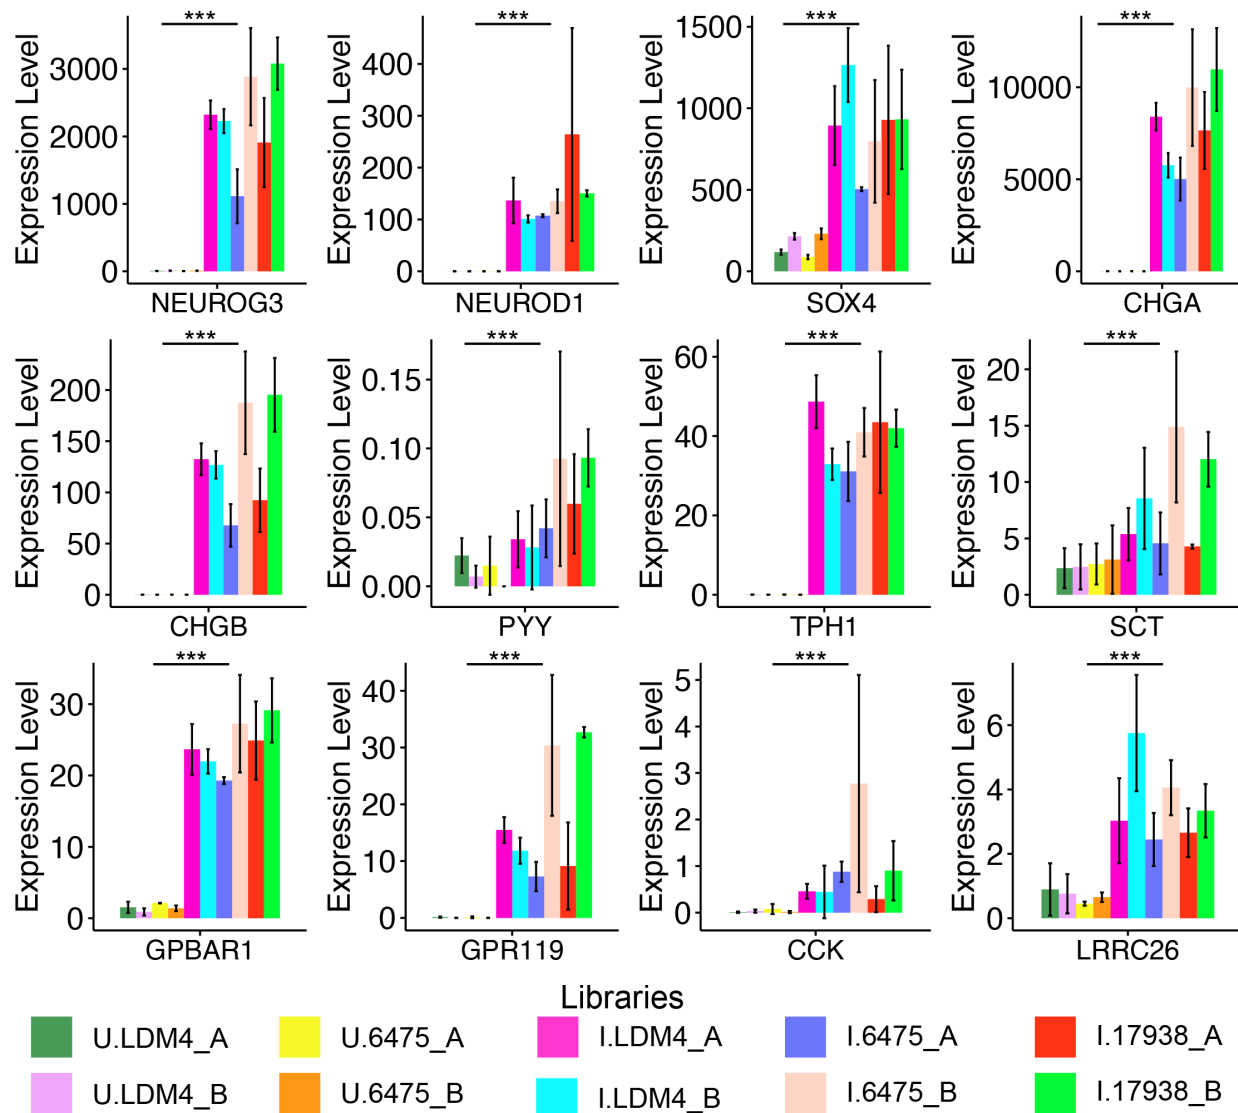 *** *** *** ***
Expression Level 3000 2000 1000 0 NEUROG3
Expression Level 400 300 200 100 0 NEUROD1
Expression Level 1500 1000 500 0 SOX4
Expression Level 10000 5000 0 CHGA
*** *** *** ***
Expression Level 200 150 100 50 0 CHGB
Expression Level 0.15 0.10 0.05 0.00 PYY
Expression Level 60 40 20 0 TPH1
Expression Level 20 15 10 5 0 SCT
*** *** *** ***
Expression Level 30 20 10 0 GPBAR1
Expression Level 40 30 20 10 0 GPR119
Expression Level 5 4 3 2 1 0 CCK
Expression Level 6 4 2 0 LRRC26
Libraries
U.LDM4_A U.6475_A I.LDM4_A I.6475_A I.17938_A
U.LDM4_B U.6475_B I.LDM4_B I.6475_B I.17938_B